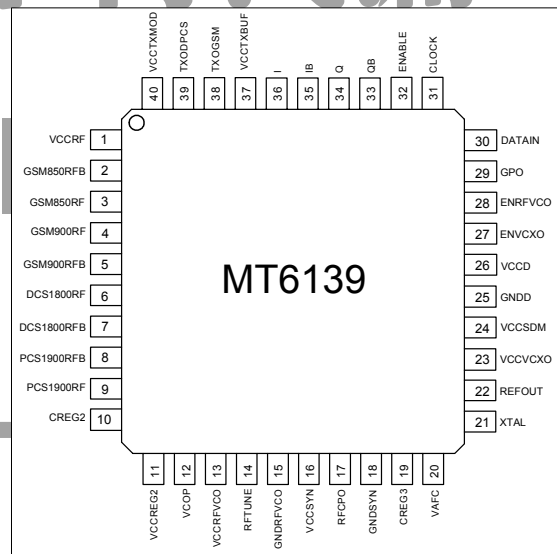 VCCTXMOD
TXODPCS
TXOGSM
VCCTXBUF
I
IB
Q
QB
ENABLE
CLOCK
40 39 38 37 36 35 34 33 32 31
VCCRF 1
GSM850RFB 2
GSM850RF 3
GSM900RF 4
GSM900RFB 5
DCS1800RF 6
DCS1800RFB 7
PCS1900RFB 8
PCS1900RF 9
CREG2 10
MT6139
30 DATAIN
29 GPO
28 ENRFVCO
27 ENVCXO
26 VCCD
25 GNDD
24 VCCSDM
23 VCCVCXO
22 REFOUT
21 XTAL
11 12 13 14 15 16 17 18 19 20
VCCREG2
VCOP
VCCRFVCO
RFTUNE
GNDRFVCO
VCCSYN
RFCPO
GNDSYN
CREG3
VAFC